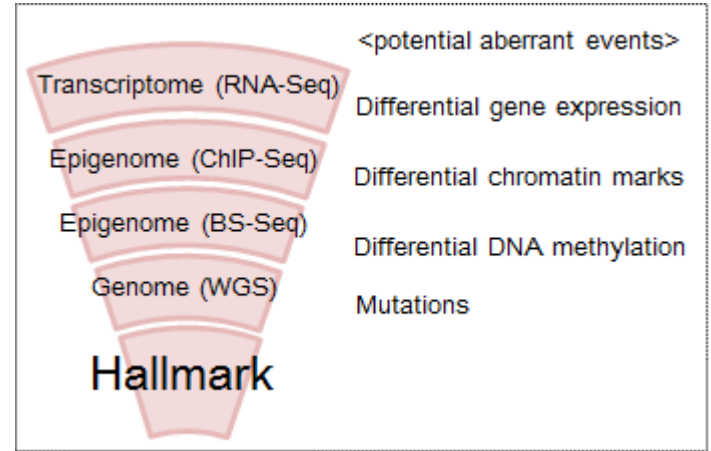 <potential aberrant events>
Transcriptome (RNA-Seq)
Differential gene expression
Epigenome (ChIP-Seq)
Differential chromatin marks
Epigenome (BS-Seq)
Differential DNA methylation
Genome (WGS)
Mutations
Hallmark